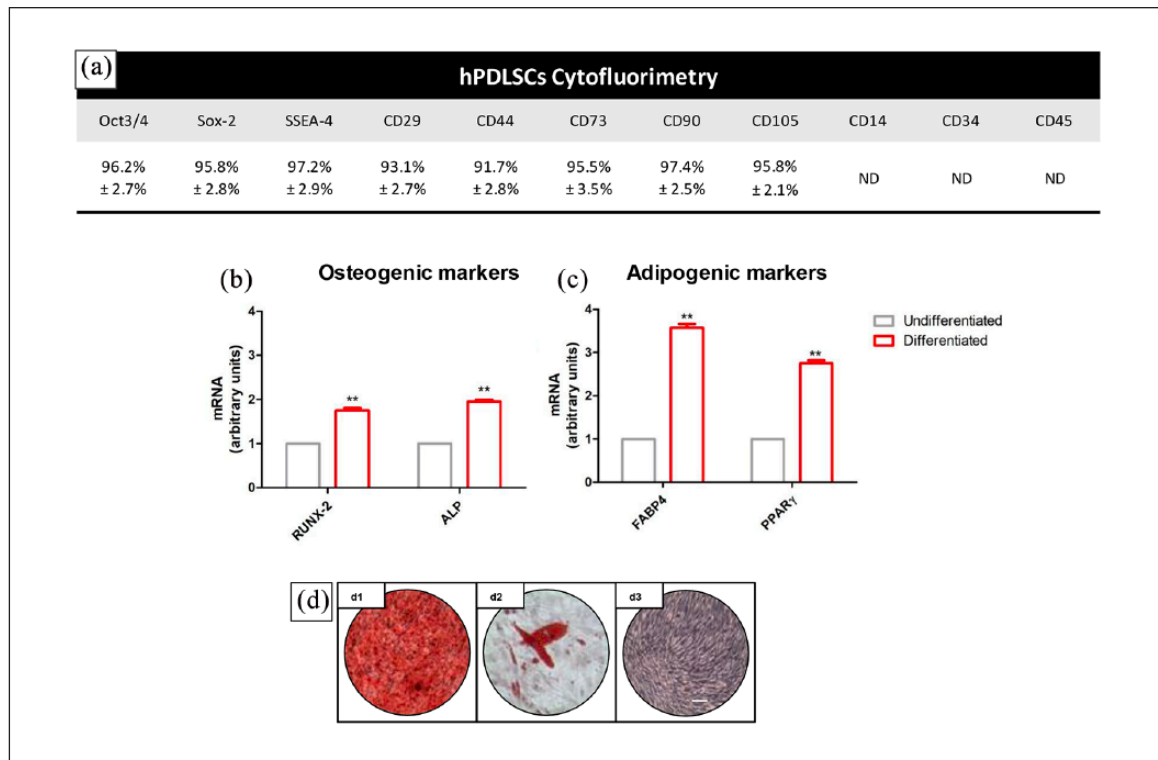 (a)
hPDLSCs Cytofluorimetry
Oct3/4 Sox-2 SSEA-4 CD29 CD44 CD73 CD90 CD105 CD14 CD34 CD45
96.2% 95.8% 97.2% 93.1% 91.7% 95.5% 97.4% 95.8% ND ND ND
± 2.7% ± 2.8% ± 2.9% ± 2.7% ± 2.8% ± 3.5% ± 2.5% ± 2.1%
(b) Osteogenic markers
mRNA
(arbitrary units)
4
3
2
1
0
**
**
RUNX-2
ALP
(c) Adipogenic markers
mRNA
(arbitrary units)
4
3
2
1
0
**
**
FABP4
PPARγ
Undifferentiated
Differentiated
(d)
d1
d2
d3